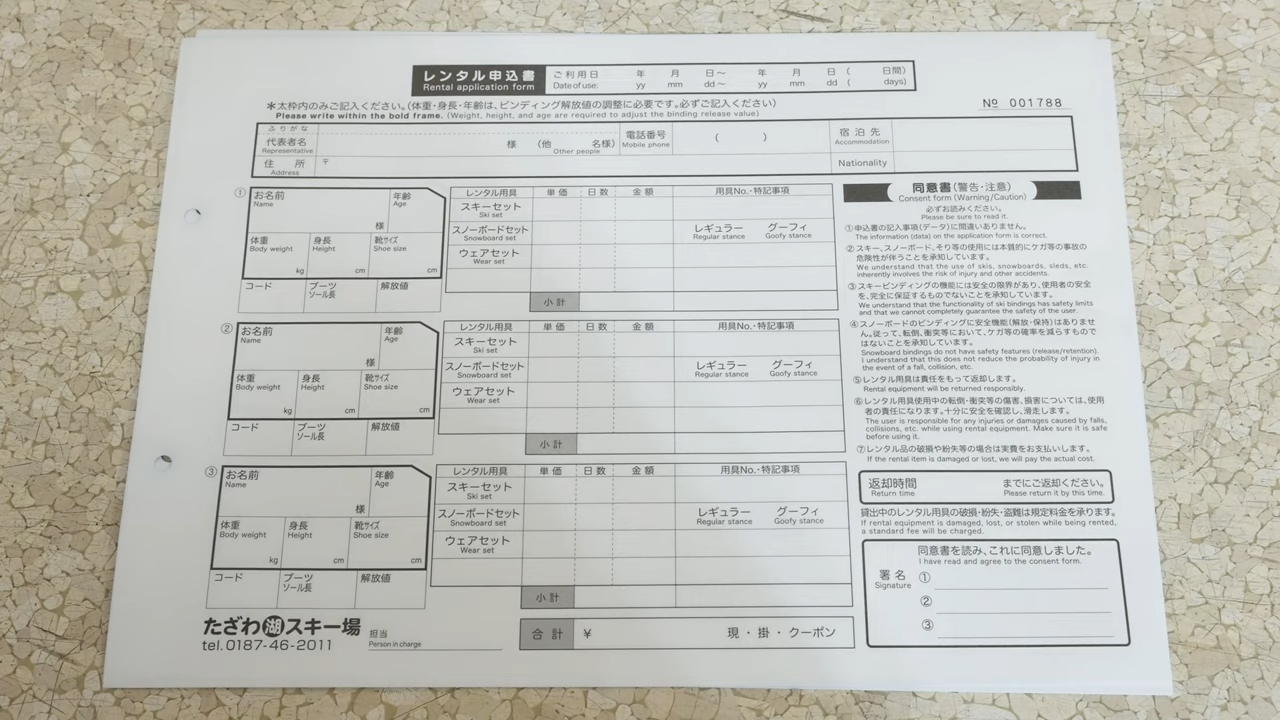 レンタル申込書
Rental application form
ご利用日 年 月 日～ 年 月 日 ( 日間)
Date of use: yy mm dd～ yy mm dd ( days)
＊太枠内のみご記入ください。(体重・身長・年齢は、ビンディング解放値の調整に必要です。必ずご記入ください)
Please write within the bold frame. (Weight, height, and age are required to adjust the binding release value)
No 001788
ふりがな
代表者名
Representative
様 (他 名様)
Other people
電話番号
Mobile phone
( )
宿泊先
Accommodation
住所
Address
〒
Nationality
①
お名前
Name
年齢
Age
様
体重
Body weight
kg
身長
Height
cm
靴サイズ
Shoe size
cm
コード
ブーツ
ソール長
解放値
レンタル用具 単価 日数 金額 用具No.・特記事項
スキーセット
Ski set
スノーボードセット
Snowboard set
レギュラー
Regular stance
グーフィ
Goofy stance
ウェアセット
Wear set
小計
②
お名前
Name
年齢
Age
様
体重
Body weight
kg
身長
Height
cm
靴サイズ
Shoe size
cm
コード
ブーツ
ソール長
解放値
レンタル用具 単価 日数 金額 用具No.・特記事項
スキーセット
Ski set
スノーボードセット
Snowboard set
レギュラー
Regular stance
グーフィ
Goofy stance
ウェアセット
Wear set
小計
③
お名前
Name
年齢
Age
様
体重
Body weight
kg
身長
Height
cm
靴サイズ
Shoe size
cm
コード
ブーツ
ソール長
解放値
レンタル用具 単価 日数 金額 用具No.・特記事項
スキーセット
Ski set
スノーボードセット
Snowboard set
レギュラー
Regular stance
グーフィ
Goofy stance
ウェアセット
Wear set
小計
たざわ湖スキー場
tel. 0187-46-2011
担当
Person in charge
合計 ¥ 現・掛・クーポン
同意書(警告・注意)
Consent form (Warning/Caution)
必ずお読みください。
Please be sure to read it.
①申込書の記入事項(データ)に間違いありません。
The information (data) on the application form is correct.
②スキー、スノーボード、そり等の使用には本質的にケガ等の事故の
危険性が伴うことを承知しています。
We understand that the use of skis, snowboards, sleds, etc.
inherently involves the risk of injury and other accidents.
③スキービンディングの機能には安全の限界があり、使用者の安全
を、完全に保証するものでないことを承知しています。
We understand that the functionality of ski bindings has safety limits
and that we cannot completely guarantee the safety of the user.
④スノーボードのビンディングに安全機能(解放・保持)はありませ
ん。従って、転倒、衝突等において、ケガ等の確率を減らすもので
はないことを承知しています。
Snowboard bindings do not have safety features (release/retention).
I understand that this does not reduce the probability of injury in
the event of a fall, collision, etc.
⑤レンタル用具は責任をもって返却します。
Rental equipment will be returned responsibly.
⑥レンタル用具使用中の転倒・衝突等の傷害、損害については、使用
者の責任になります。十分に安全を確認し、滑走します。
The user is responsible for any injuries or damages caused by falls,
collisions, etc. while using rental equipment. Make sure it is safe
before using it.
⑦レンタル品の破損や紛失等の場合は実費をお支払いします。
If the rental item is damaged or lost, we will pay the actual cost.
返却時間 までにご返却ください。
Return time Please return it by this time.
貸出中のレンタル用具の破損・紛失・盗難は規定料金を承ります。
If rental equipment is damaged, lost, or stolen while being rented,
a standard fee will be charged.
同意書を読み、これに同意しました。
I have read and agree to the consent form.
署名
Signature
①
②
③